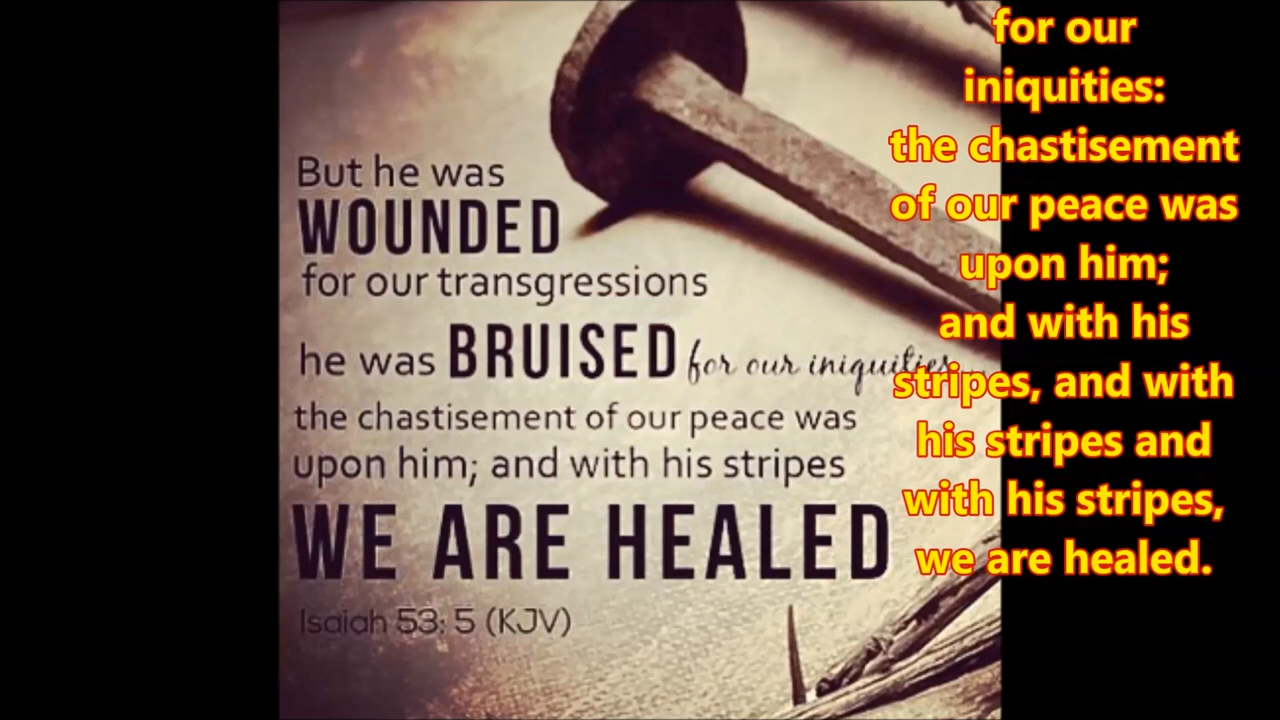 But he was
WOUNDED
for our transgressions
he was BRUISED for our iniquities
the chastisement of our peace was
upon him; and with his stripes
WE ARE HEALED
Isaiah 53: 5 (KJV)
for our
iniquities:
the chastisement
of our peace was
upon him;
and with his
stripes, and with
his stripes and
with his stripes,
we are healed.